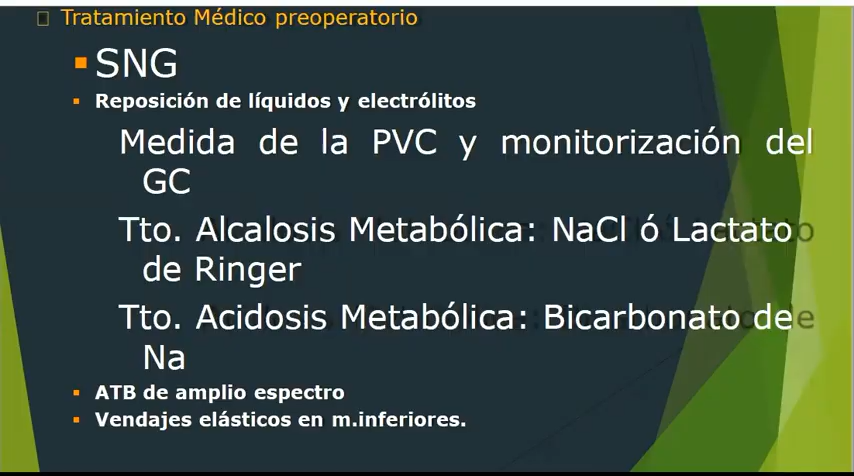 Tratamiento Médico preoperatorio
SNG
Reposición de líquidos y electrólitos
Medida de la PVC y monitorización del
GC
Tto. Alcalosis Metabólica: NaCl ó Lactato
de Ringer
Tto. Acidosis Metabólica: Bicarbonato de
Na
ATB de amplio espectro
Vendajes elásticos en m.inferiores.